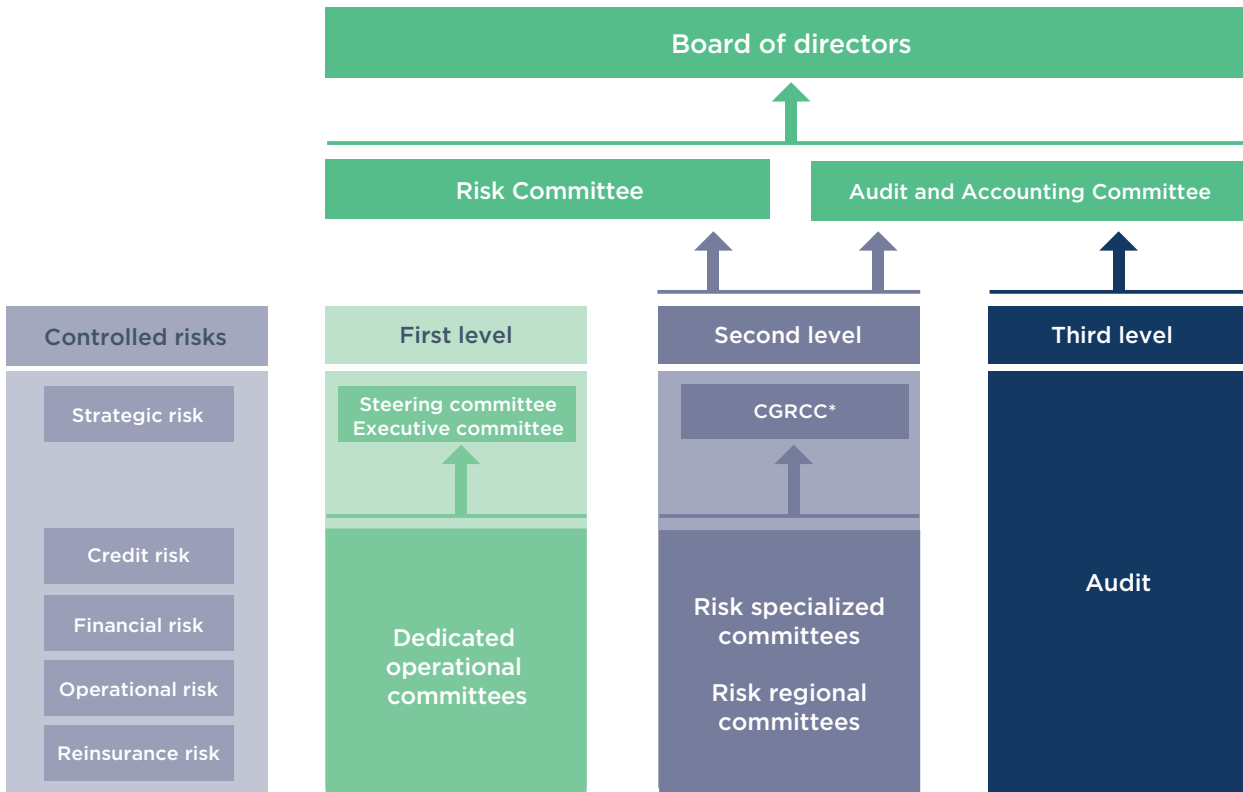 Board of directors
Risk Committee
Audit and Accounting Committee
Controlled risks
First level
Second level
Third level
Strategic risk
Credit risk
Financial risk
Operational risk
Reinsurance risk
Steering committee
Executive committee
Dedicated
operational
committees
CGRCC*
Risk specialized
committees
Risk regional
committees
Audit